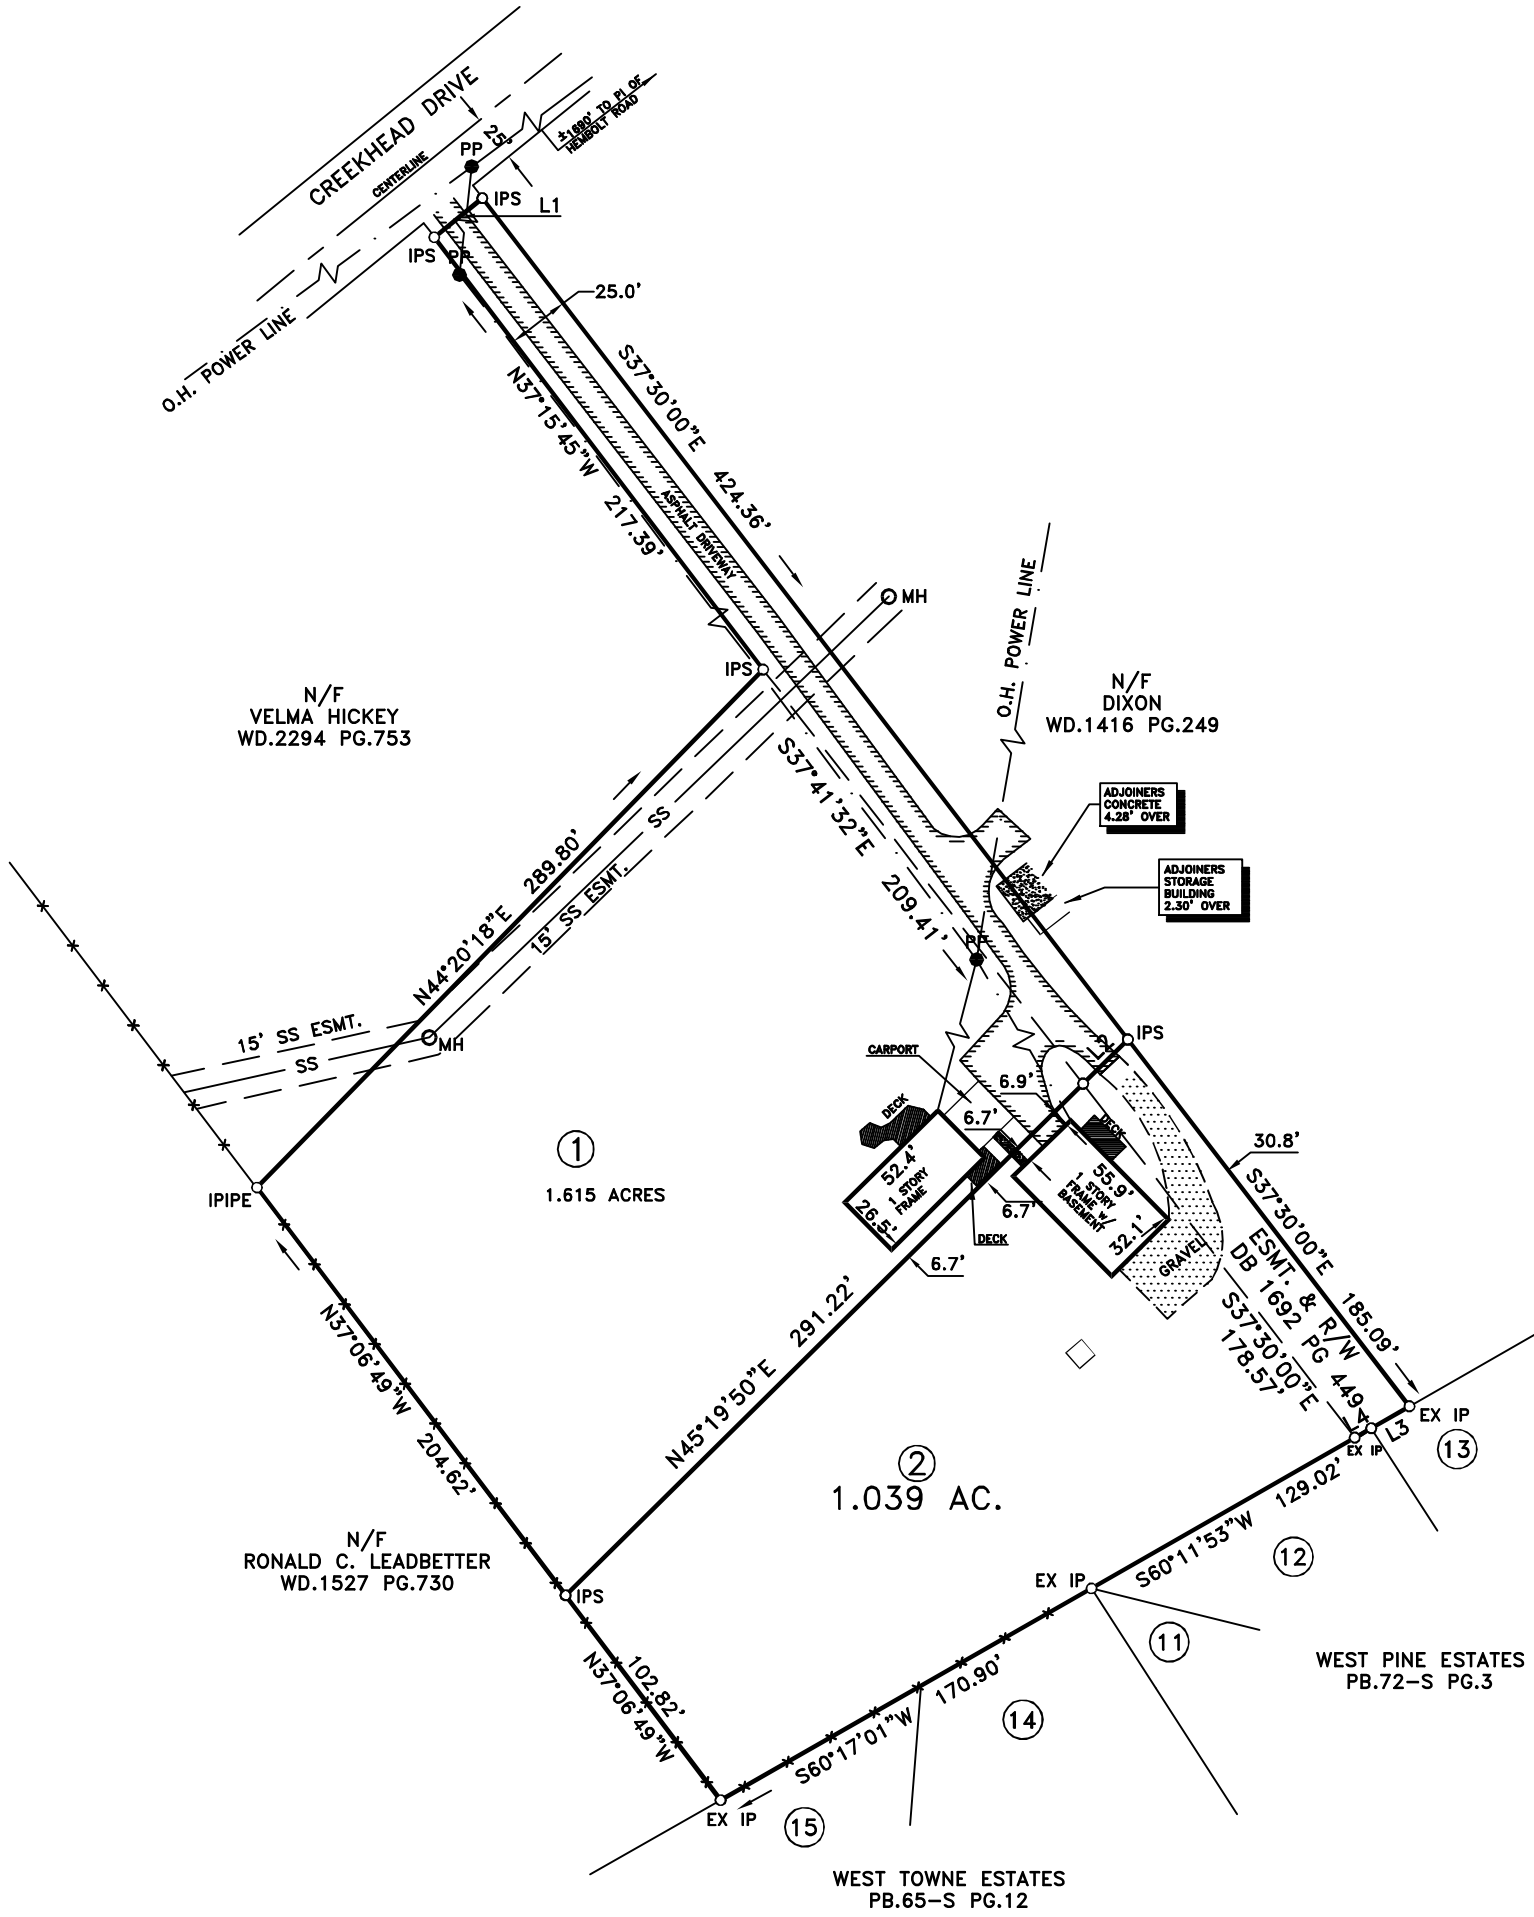 CREEKHEAD DRIVE
CENTERLINE
25'
±1690' TO PI OF
HEMBOLT ROAD
PP
IPS
L1
IPS
PP
O.H. POWER LINE
25.0'
S37°30'00"E 424.36'
N37°15'45"W 217.39'
ASPHALT DRIVEWAY
MH
O.H. POWER LINE
IPS
N/F
VELMA HICKEY
WD.2294 PG.753
N/F
DIXON
WD.1416 PG.249
S37°41'32"E 209.41'
ADJOINERS
CONCRETE
4.28' OVER
ADJOINERS
STORAGE
BUILDING
2.30' OVER
SS
N44°20'18"E 289.80'
15' SS ESMT.
PP
15' SS ESMT.
SS
MH
IPS
L2
CARPORT
6.9'
DECK
6.7'
DECK
1
1.615 ACRES
52.4'
1 STORY
FRAME
26.5'
55.9'
1 STORY
FRAME W/
BASEMENT
32.1'
30.8'
IPIPE
6.7'
DECK
6.7'
GRAVEL
S37°30'00"E 185.09'
ESMT. & R/W
DB 1692 PG 449
S37°30'00"E
178.57'
N37°06'49"W 204.62'
N45°19'50"E 291.22'
L4
L3
EX IP
EX IP
13
2
1.039 AC.
129.02'
S60°11'53"W
12
N/F
RONALD C. LEADBETTER
WD.1527 PG.730
IPS
EX IP
11
102.82'
N37°06'49"W
WEST PINE ESTATES
PB.72-S PG.3
170.90'
S60°17'01"W
14
EX IP
15
WEST TOWNE ESTATES
PB.65-S PG.12